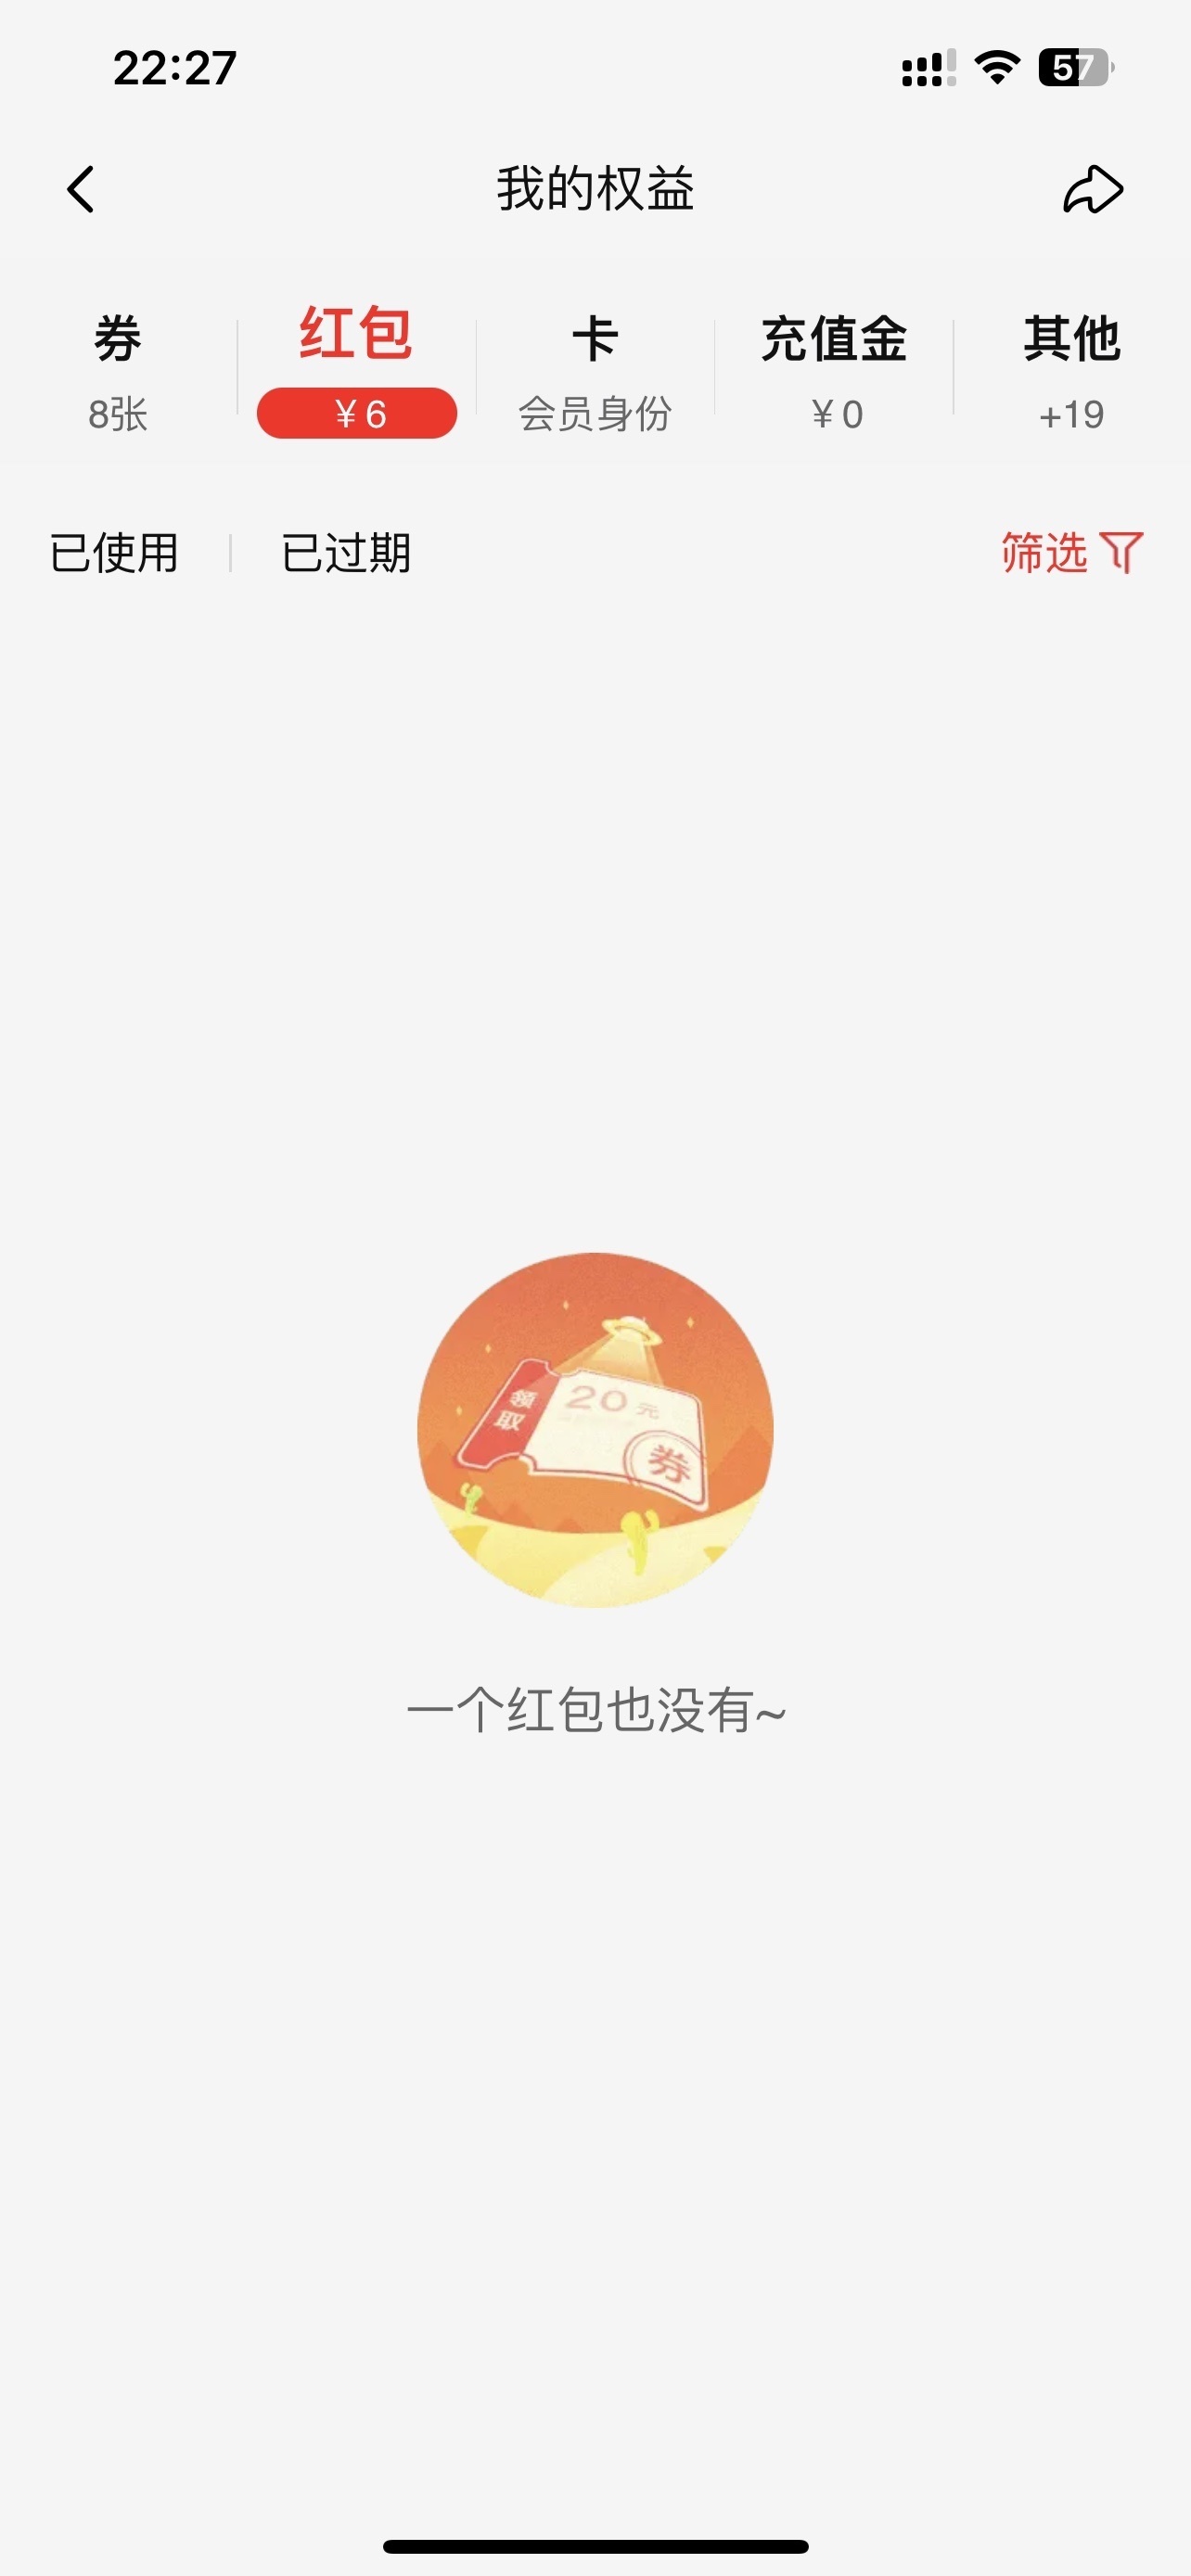 22:27
57
我的权益
券 红包 卡 充值金 其他
8张 ¥6 会员身份 ¥0 +19
已使用 已过期 筛选
领取
20元
券
一个红包也没有~